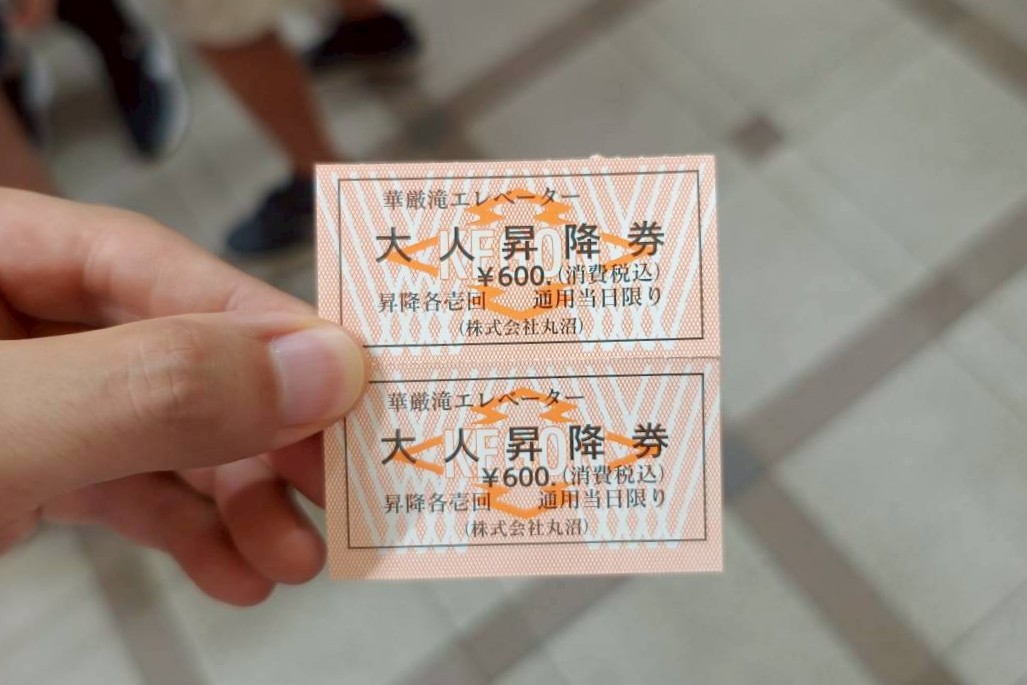 華厳滝エレベーター
大人昇降券
¥600.(消費税込)
昇降各壱回 通用当日限り
(株式会社丸沼)
華厳滝エレベーター
大人昇降券
¥600.(消費税込)
昇降各壱回 通用当日限り
(株式会社丸沼)